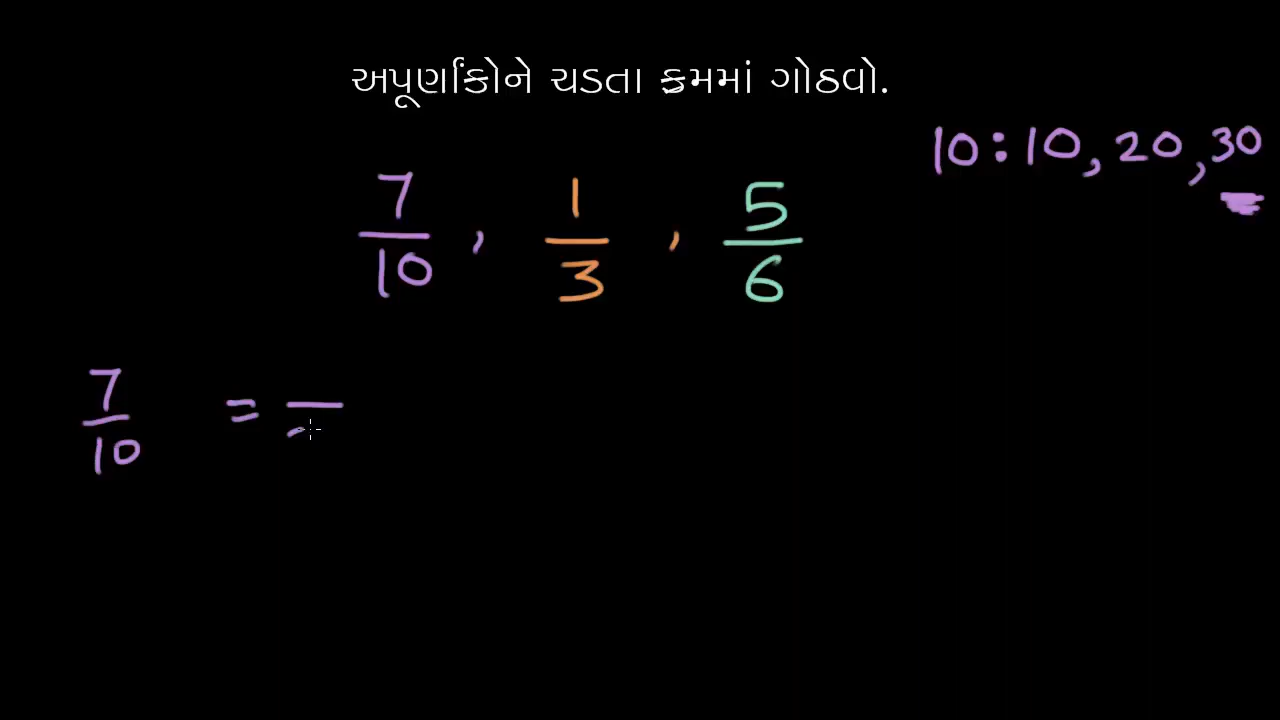 અપૂર્ણાંકોને ચડતા ક્રમમાં ગોઠવો.
10 : 10, 20, 30
7/10 , 1/3 , 5/6
7/10 =